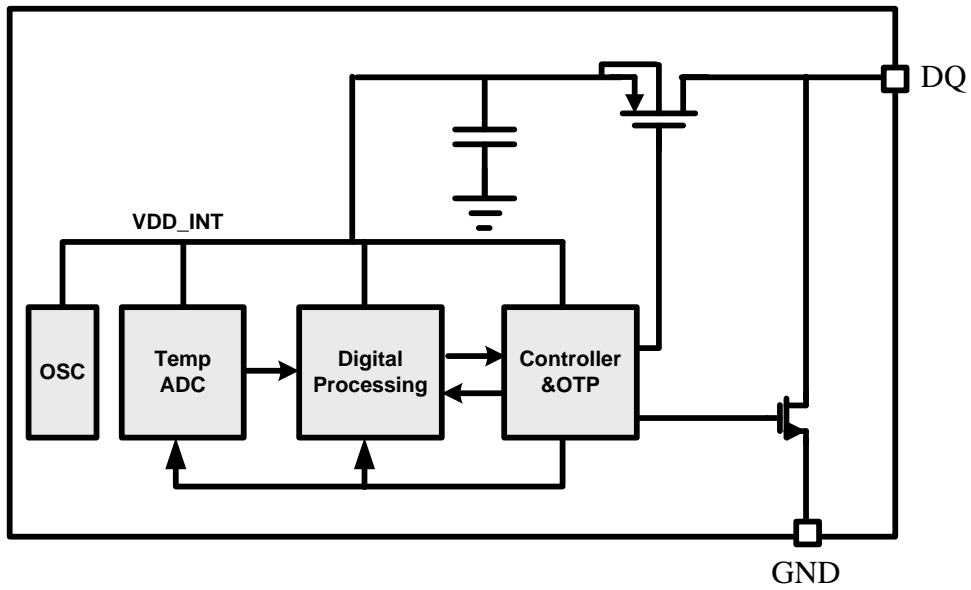 DQ
VDD_INT
OSC
Temp
ADC
Digital
Processing
Controller
&OTP
GND